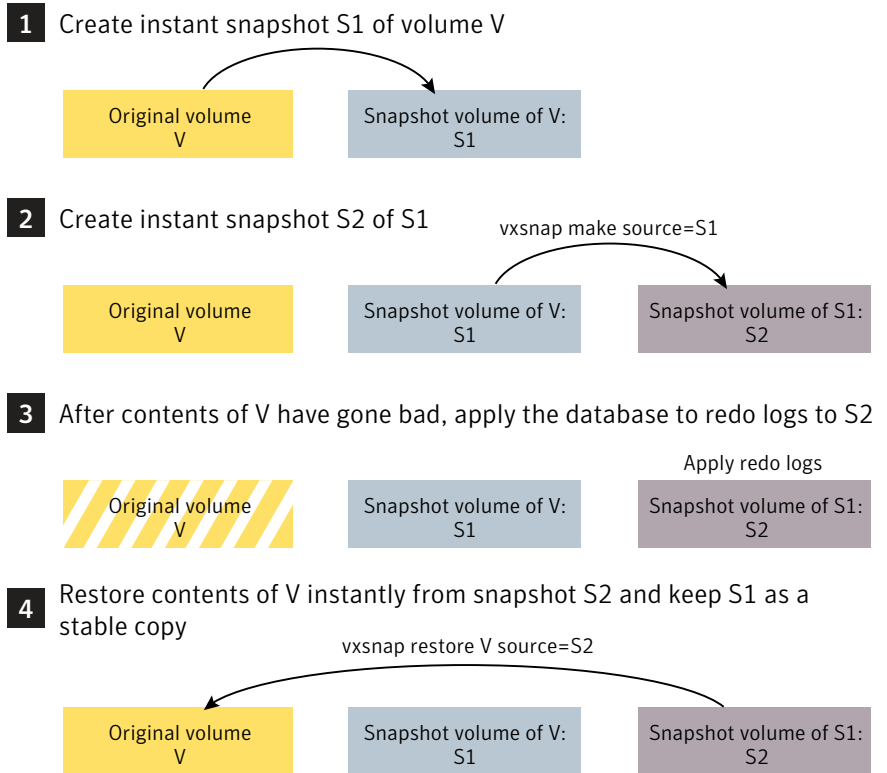 1 Create instant snapshot S1 of volume V
Original volume
V
Snapshot volume of V:
S1
2 Create instant snapshot S2 of S1
vxsnap make source=S1
Original volume
V
Snapshot volume of V:
S1
Snapshot volume of S1:
S2
3 After contents of V have gone bad, apply the database to redo logs to S2
Apply redo logs
Original volume
V
Snapshot volume of V:
S1
Snapshot volume of S1:
S2
4 Restore contents of V instantly from snapshot S2 and keep S1 as a
stable copy
vxsnap restore V source=S2
Original volume
V
Snapshot volume of V:
S1
Snapshot volume of S1:
S2